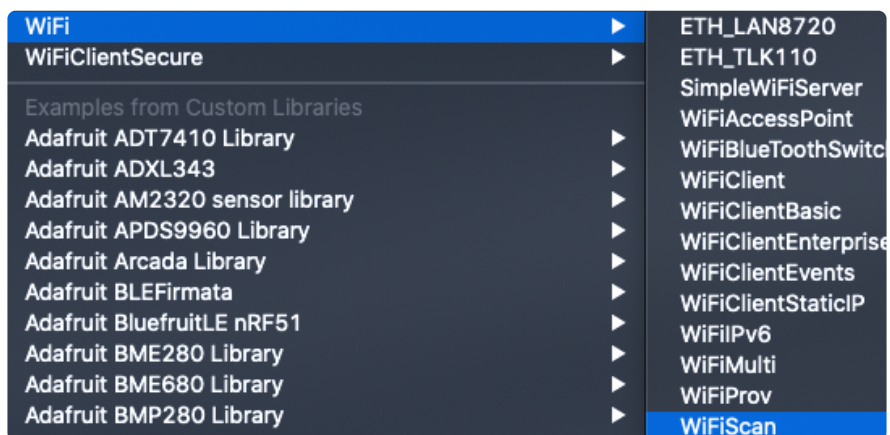 WiFi
WiFiClientSecure
Examples from Custom Libraries
Adafruit ADT7410 Library
Adafruit ADXL343
Adafruit AM2320 sensor library
Adafruit APDS9960 Library
Adafruit Arcada Library
Adafruit BLEFirmata
Adafruit BluefruitLE nRF51
Adafruit BME280 Library
Adafruit BME680 Library
Adafruit BMP280 Library
ETH_LAN8720
ETH_TLK110
SimpleWiFiServer
WiFiAccessPoint
WiFiBlueToothSwitc
WiFiClient
WiFiClientBasic
WiFiClientEnterprise
WiFiClientEvents
WiFiClientStaticIP
WiFiIPv6
WiFiMulti
WiFiProv
WiFiScan